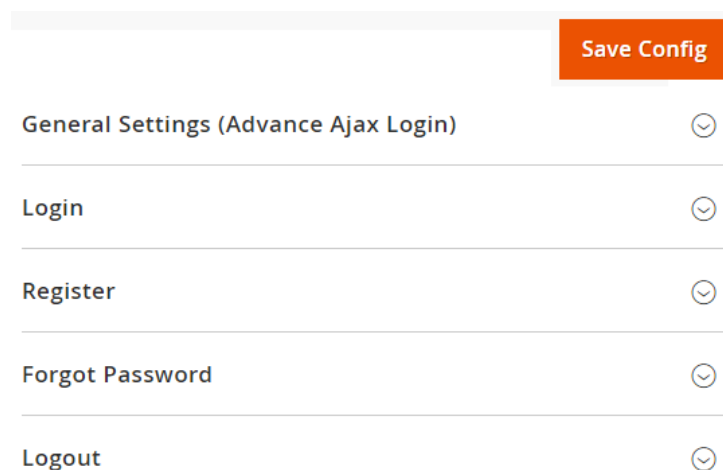 Save Config
General Settings (Advance Ajax Login)
Login
Register
Forgot Password
Logout